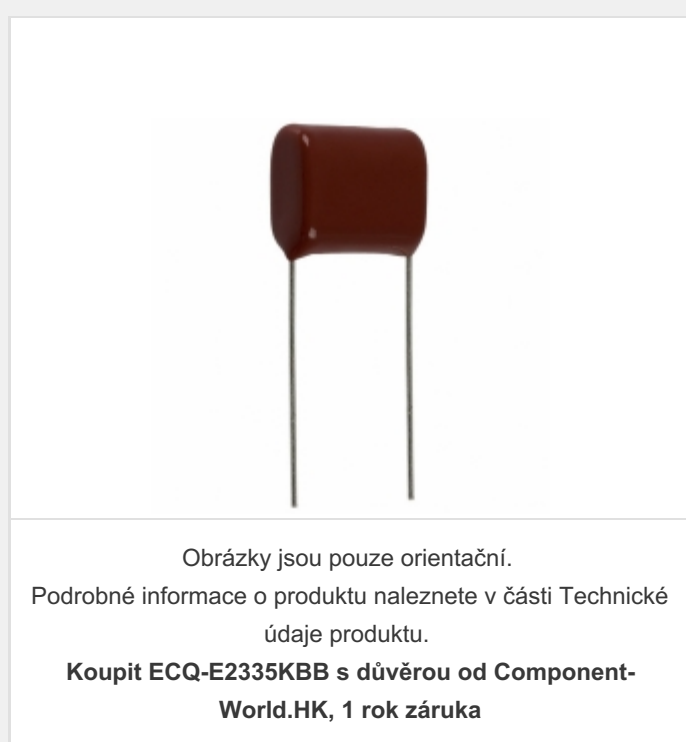 Obrázky jsou pouze orientační.
Podrobné informace o produktu naleznete v části Technické
údaje produktu.
Koupit ECQ-E2335KBB s důvěrou od Component-
World.HK, 1 rok záruka